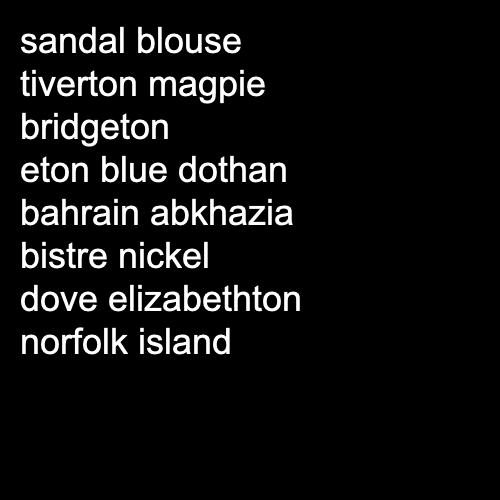 sandal blouse
tiverton magpie
bridgeton
eton blue dothan
bahrain abkhazia
bistre nickel
dove elizabethton
norfolk island